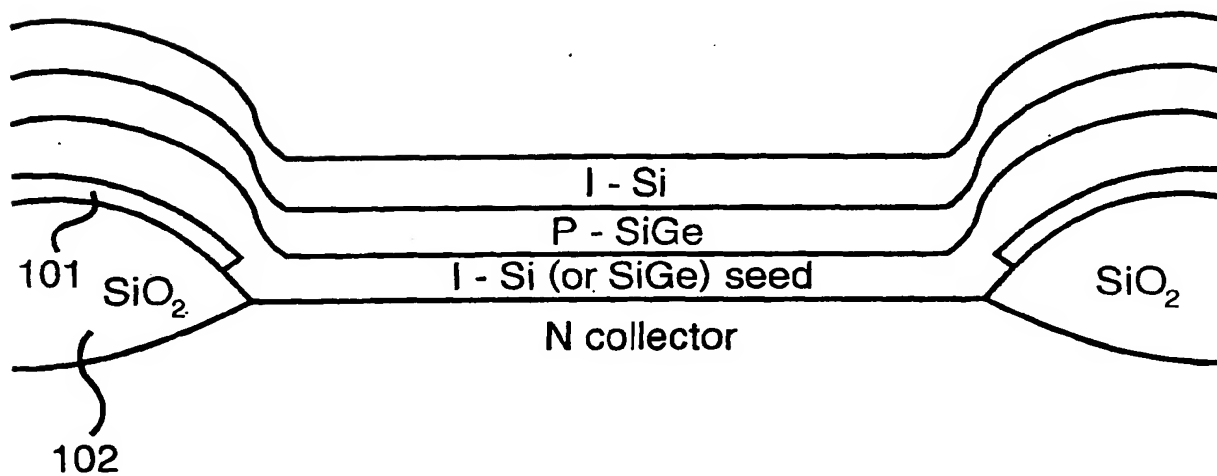 I - Si
P - SiGe
I - Si (or SiGe) seed
101
SiO₂
SiO₂
N collector
102